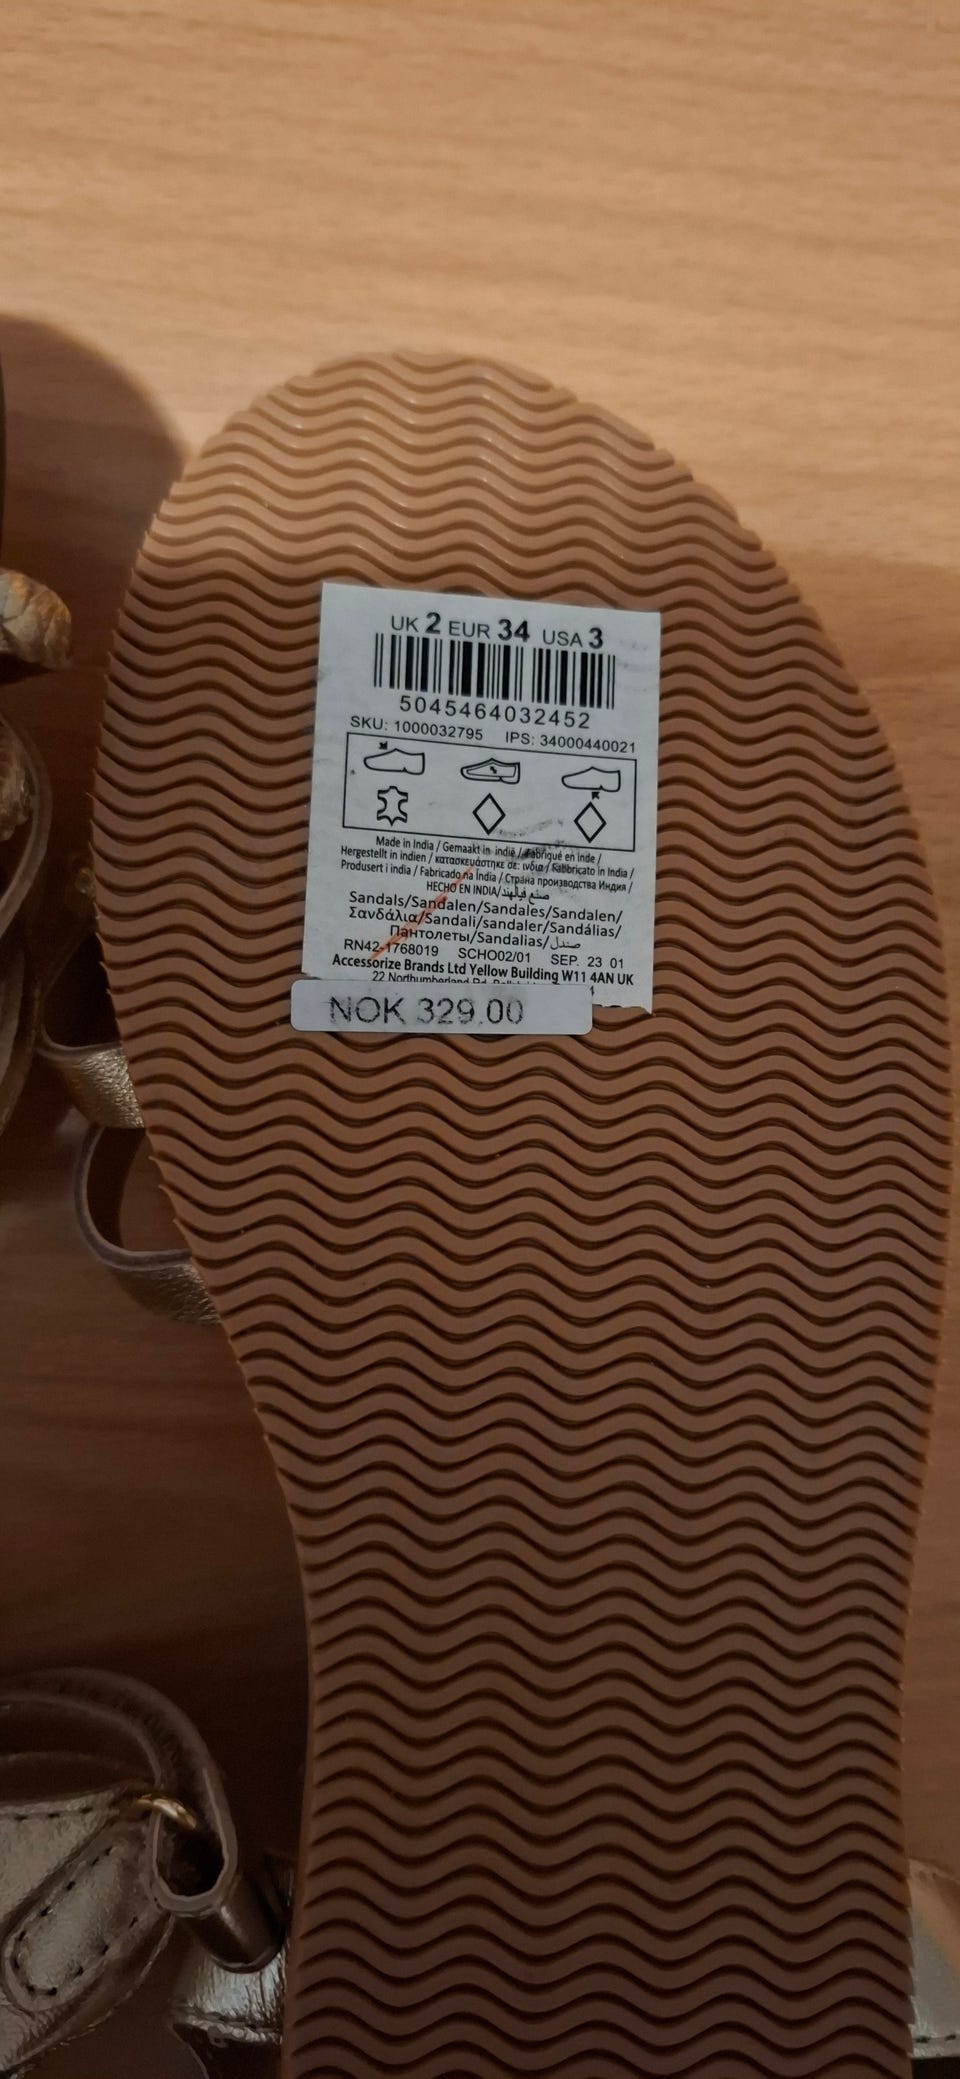 UK 2 EUR 34 USA 3
5045464032452
SKU: 1000032795 IPS: 34000440021
Made in India / Gemaakt in indië / Fabriqué en Inde /
Hergestellt in indien / κατασκευάστηκε σε: ινδια / Fabbricato in India /
Produsert i india / Fabricado na Índia / Страна производства Индия /
HECHO EN INDIA/صنع في الهند
Sandals/Sandalen/Sandales/Sandalen/
Σανδάλια/Sandali/sandaler/Sandálias/
Пантолеты/Sandalias/صندل
RN42-1768019 SCHO02/01 SEP. 23 01
Accessorize Brands Ltd Yellow Building W11 4AN UK
22 Northumberland Rd,
NOK 329.00